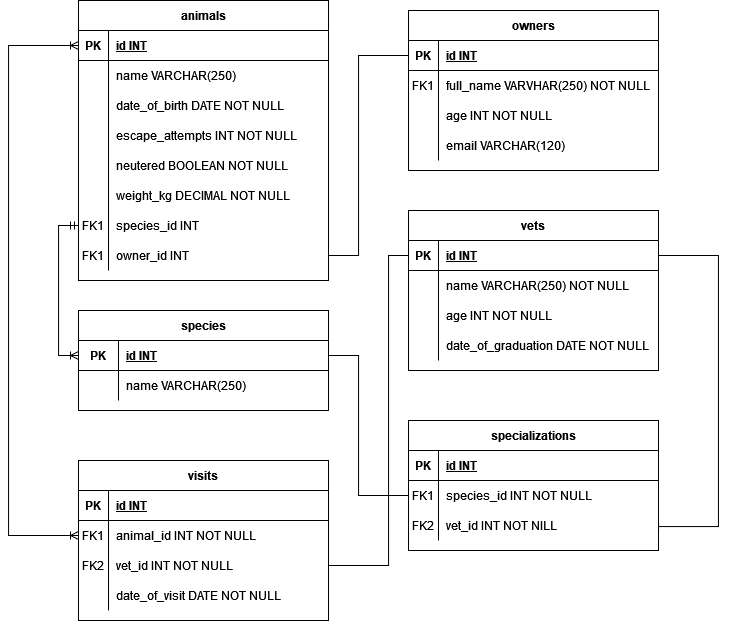 animals
PK id INT
name VARCHAR(250)
date_of_birth DATE NOT NULL
escape_attempts INT NOT NULL
neutered BOOLEAN NOT NULL
weight_kg DECIMAL NOT NULL
FK1 species_id INT
FK1 owner_id INT
species
PK id INT
name VARCHAR(250)
visits
PK id INT
FK1 animal_id INT NOT NULL
FK2 vet_id INT NOT NULL
date_of_visit DATE NOT NULL
owners
PK id INT
FK1 full_name VARVHAR(250) NOT NULL
age INT NOT NULL
email VARCHAR(120)
vets
PK id INT
name VARCHAR(250) NOT NULL
age INT NOT NULL
date_of_graduation DATE NOT NULL
specializations
PK id INT
FK1 species_id INT NOT NULL
FK2 vet_id INT NOT NILL